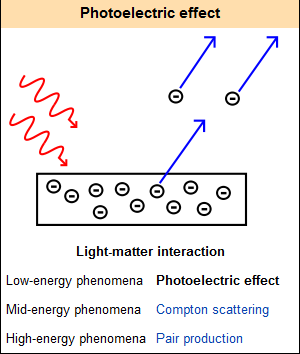 Photoelectric effect
Light-matter interaction
Low-energy phenomena Photoelectric effect
Mid-energy phenomena Compton scattering
High-energy phenomena Pair production